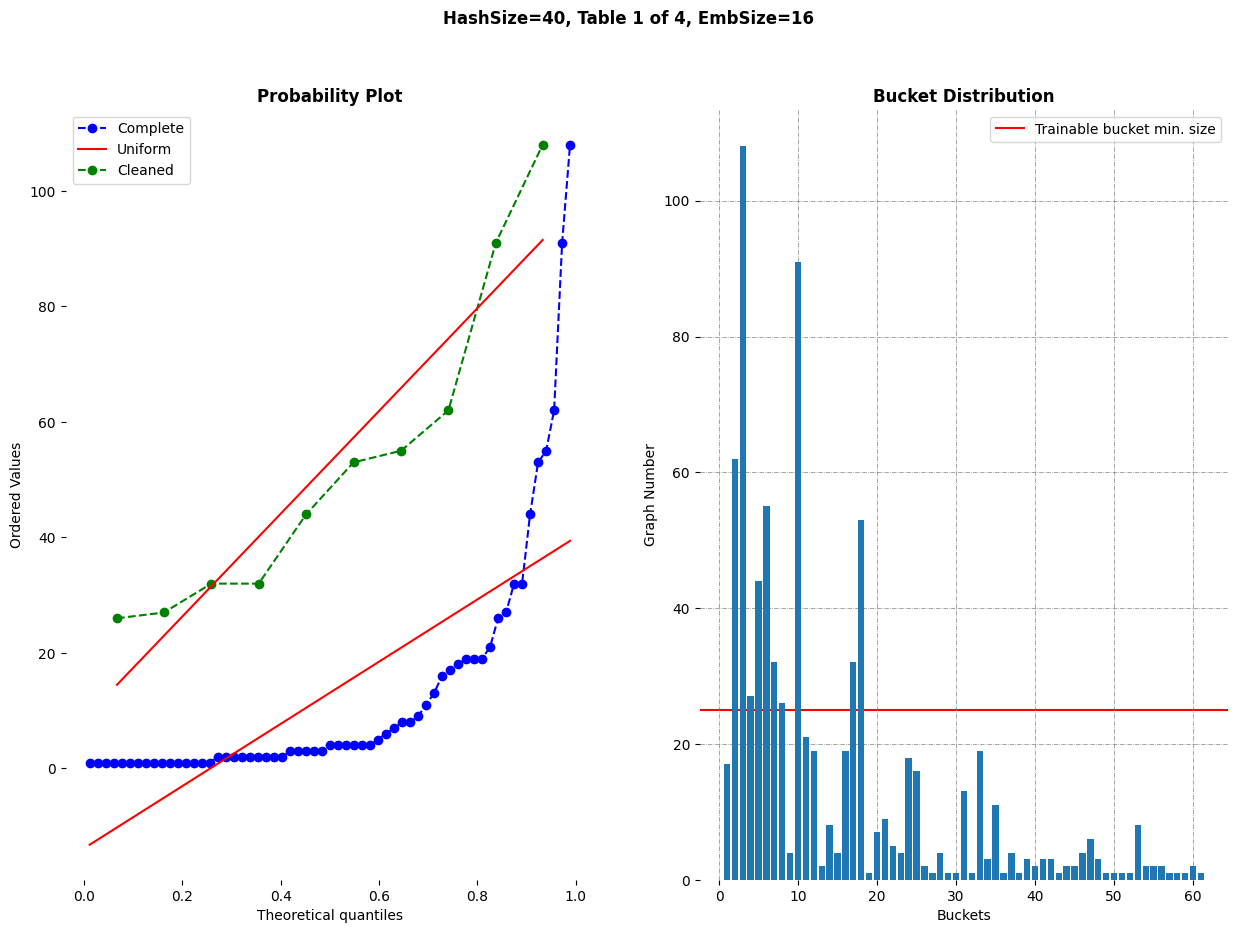 HashSize=40, Table 1 of 4, EmbSize=16
Probability Plot
Complete
Uniform
Cleaned
Ordered Values
100
80
60
40
20
0
0.0 0.2 0.4 0.6 0.8 1.0
Theoretical quantiles
Bucket Distribution
Trainable bucket min. size
Graph Number
100
80
60
40
20
0
0 10 20 30 40 50 60
Buckets